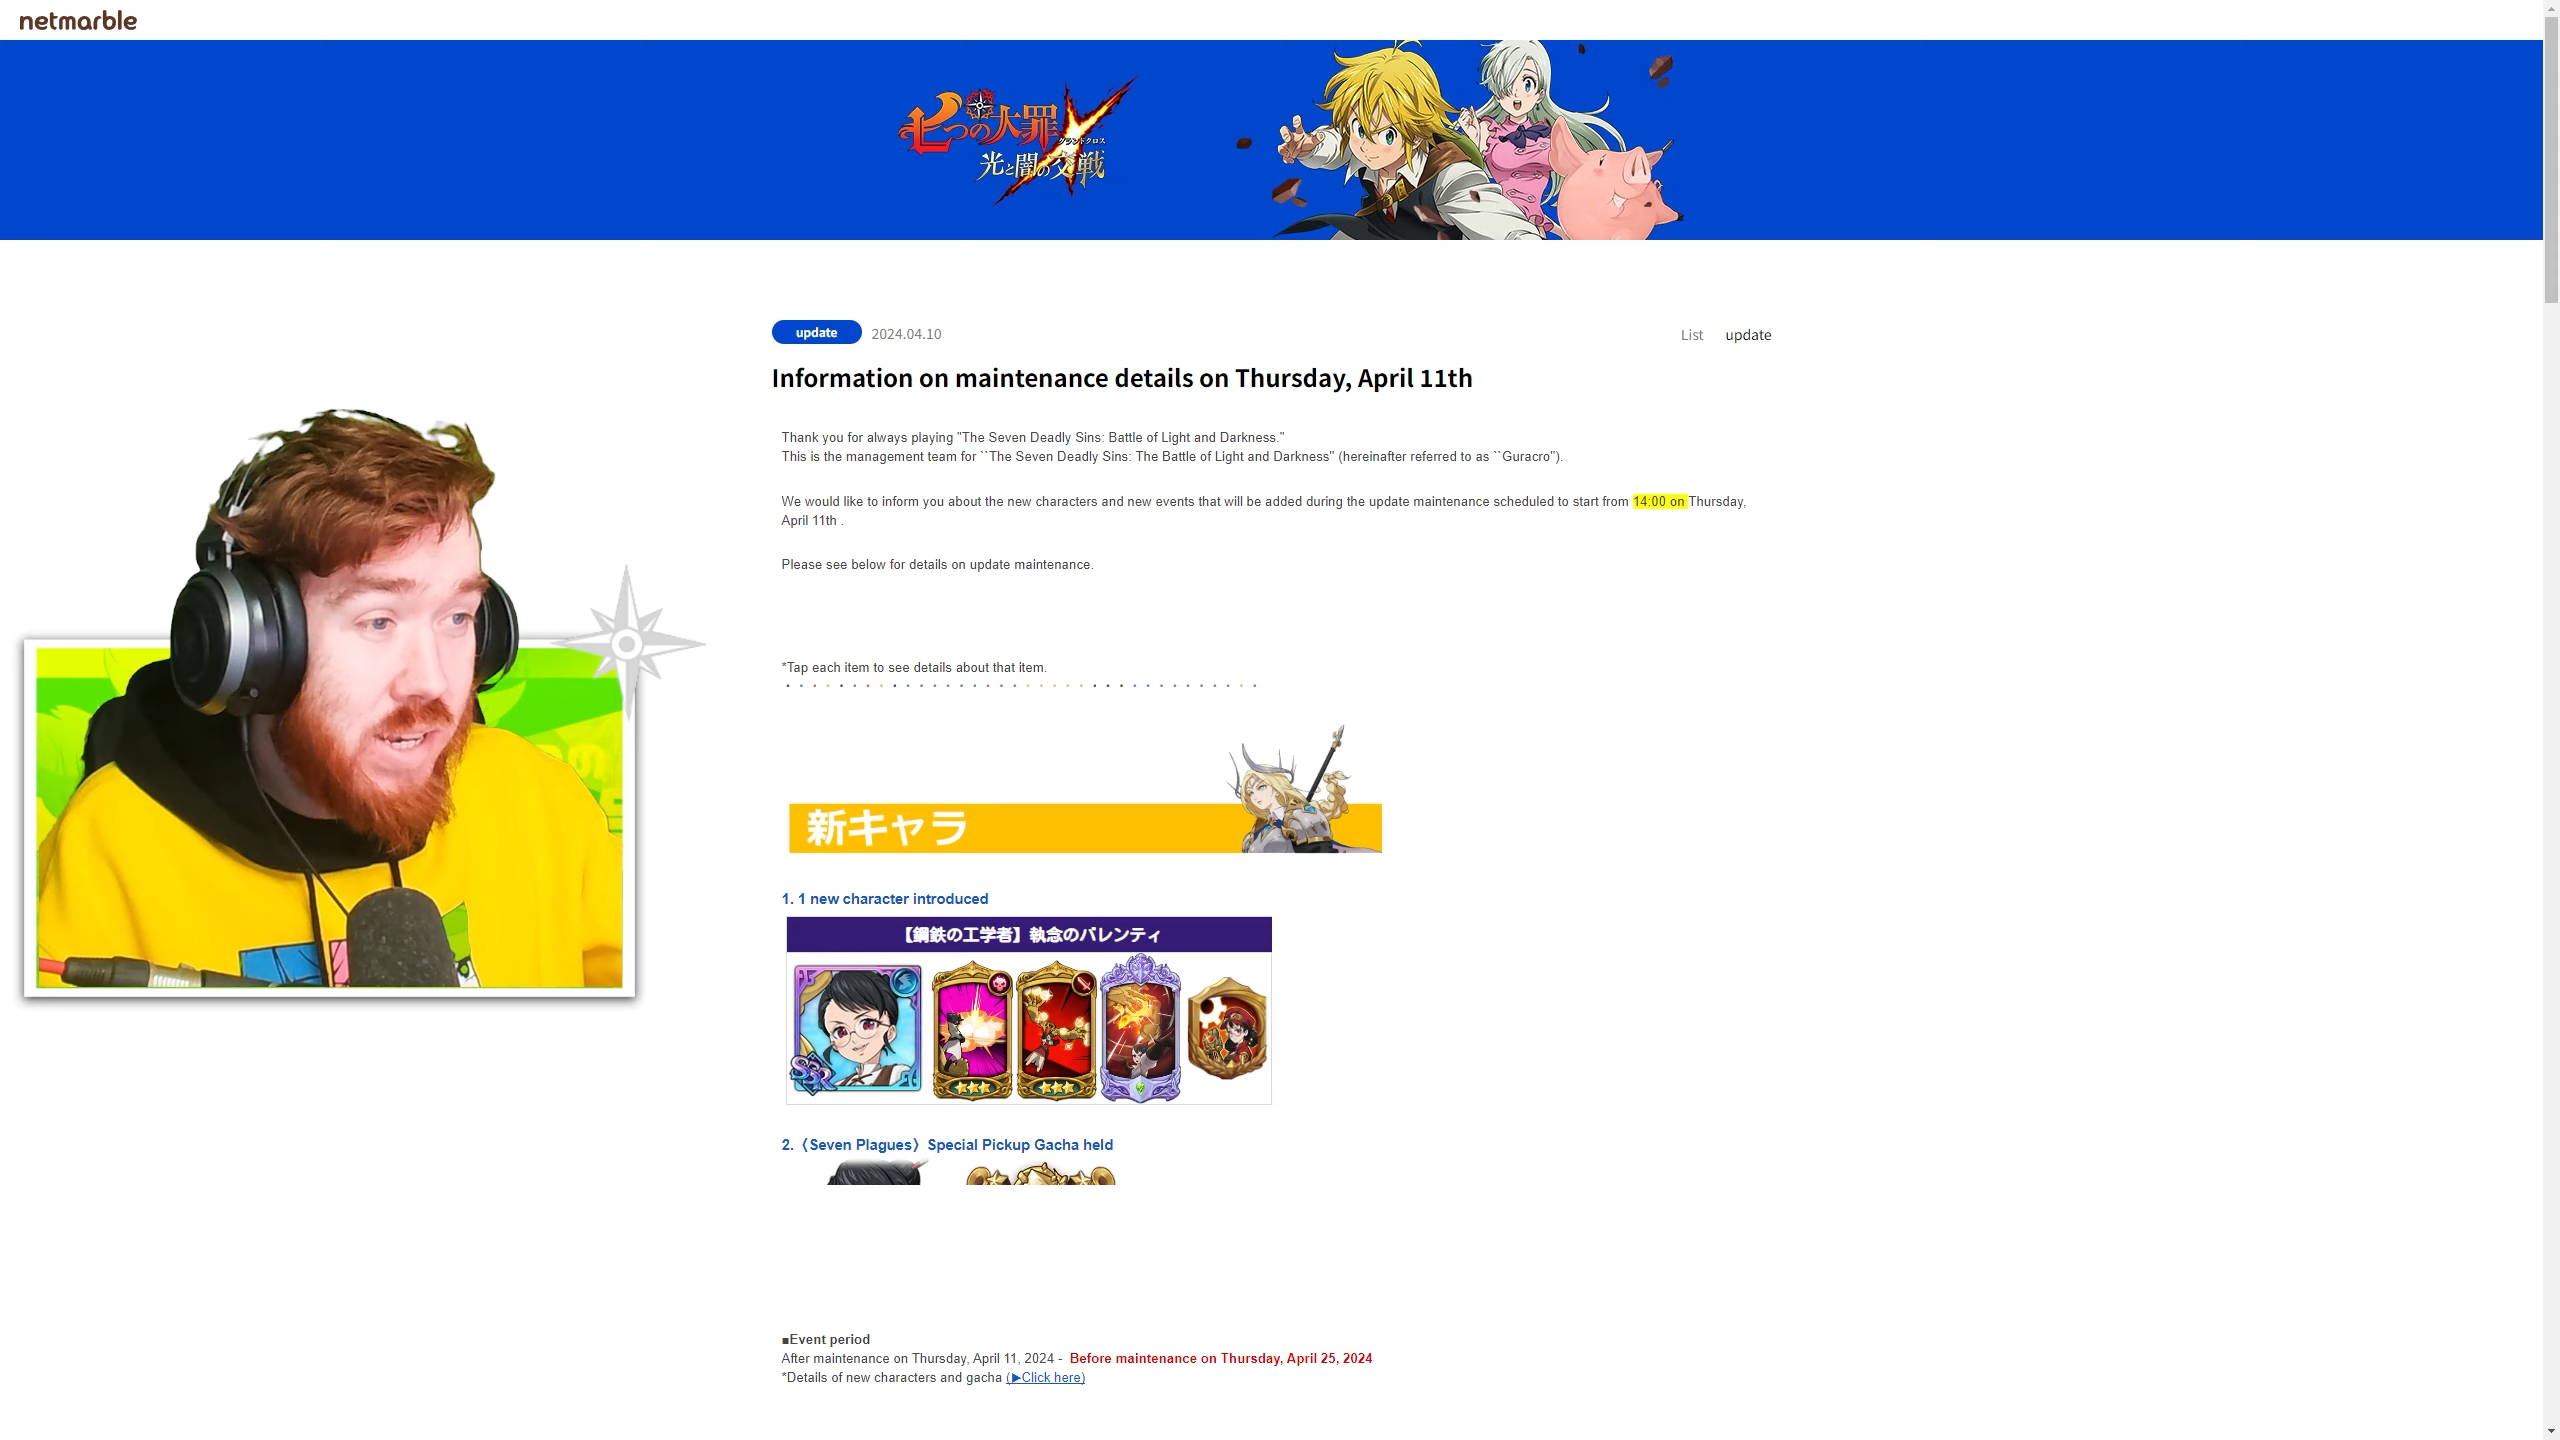 netmarble
七つの大罪
グランドクロス
光と闇の交戦
update 2024.04.10 List update
Information on maintenance details on Thursday, April 11th
Thank you for always playing "The Seven Deadly Sins: Battle of Light and Darkness."
This is the management team for ``The Seven Deadly Sins: The Battle of Light and Darkness'' (hereinafter referred to as ``Guracro'').
We would like to inform you about the new characters and new events that will be added during the update maintenance scheduled to start from 14:00 on Thursday,
April 11th .
Please see below for details on update maintenance.
*Tap each item to see details about that item.
新キャラ
1. 1 new character introduced
【鋼鉄の工学者】執念のバレンティ
SSR
2.〈Seven Plagues〉Special Pickup Gacha held
■Event period
After maintenance on Thursday, April 11, 2024 - Before maintenance on Thursday, April 25, 2024
*Details of new characters and gacha (▶Click here)